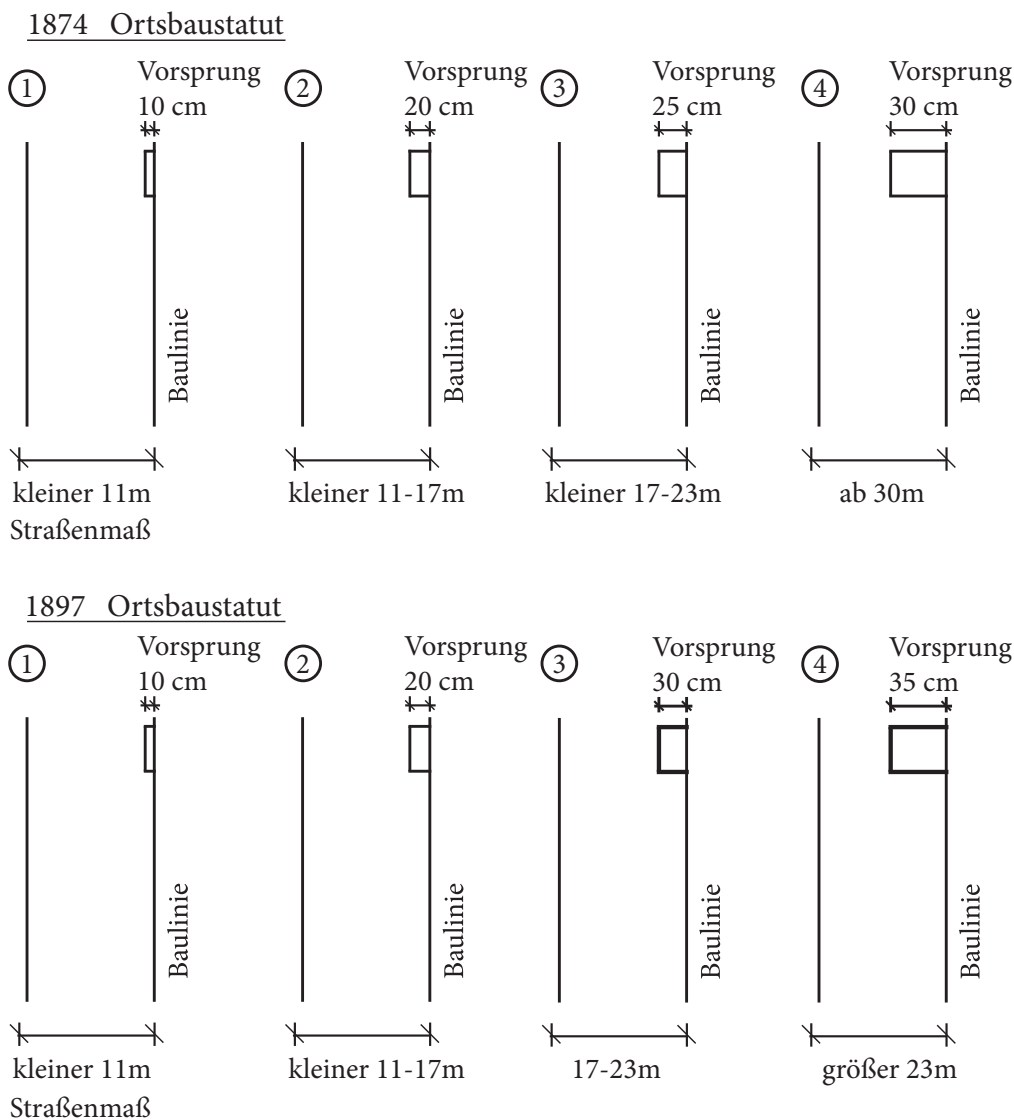 1874 Ortsbaustatut
1
Vorsprung
10 cm
Baulinie
kleiner 11m
Straßenmaß
2
Vorsprung
20 cm
Baulinie
kleiner 11-17m
3
Vorsprung
25 cm
Baulinie
kleiner 17-23m
4
Vorsprung
30 cm
Baulinie
ab 30m
1897 Ortsbaustatut
1
Vorsprung
10 cm
Baulinie
kleiner 11m
Straßenmaß
2
Vorsprung
20 cm
Baulinie
kleiner 11-17m
3
Vorsprung
30 cm
Baulinie
17-23m
4
Vorsprung
35 cm
Baulinie
größer 23m